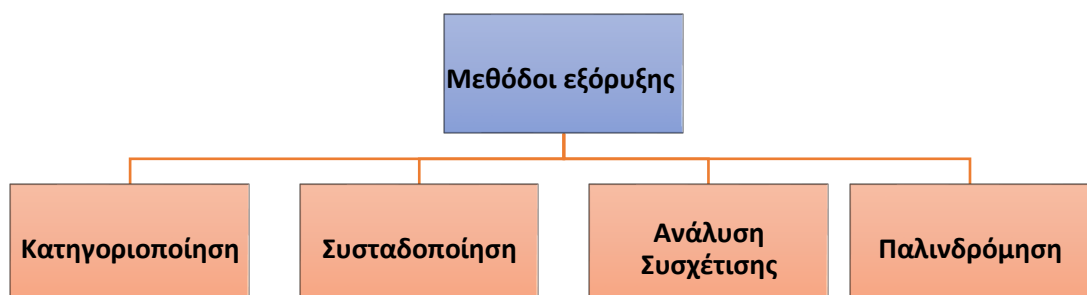 Μεθόδοι εξόρυξης
Κατηγοριοποίηση
Συσταδοποίηση
Ανάλυση
Συσχέτισης
Παλινδρόμηση